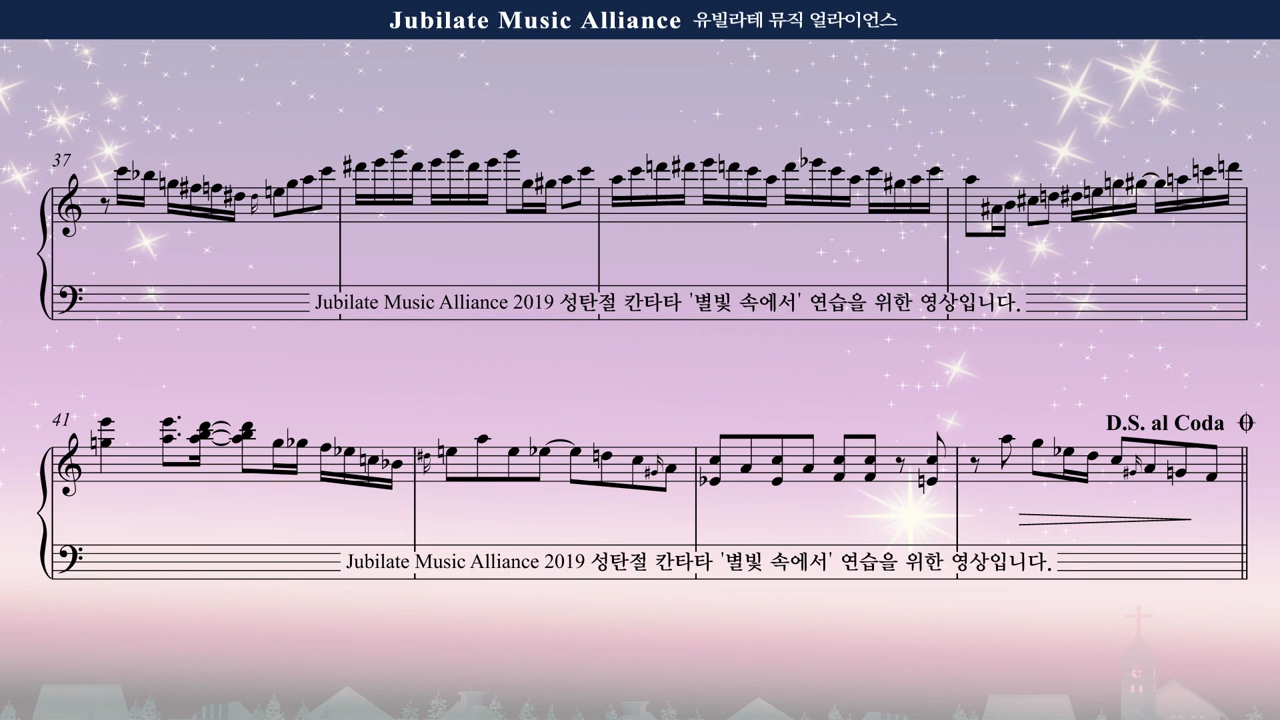 Jubilate Music Alliance 유빌라테 뮤직 얼라이언스
37
Jubilate Music Alliance 2019 성탄절 칸타타 '별빛 속에서' 연습을 위한 영상입니다.
41
D.S. al Coda
Jubilate Music Alliance 2019 성탄절 칸타타 '별빛 속에서' 연습을 위한 영상입니다.